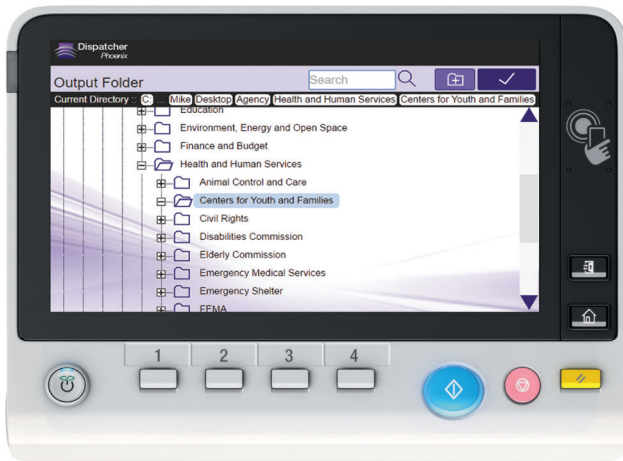 Dispatcher
Phoenix
Output Folder
Search
Current Directory :: C: ... Mike Desktop Agency Health and Human Services Centers for Youth and Families
Education
Environment, Energy and Open Space
Finance and Budget
Health and Human Services
Animal Control and Care
Centers for Youth and Families
Civil Rights
Disabilities Commission
Elderly Commission
Emergency Medical Services
Emergency Shelter
FEMA
1 2 3 4